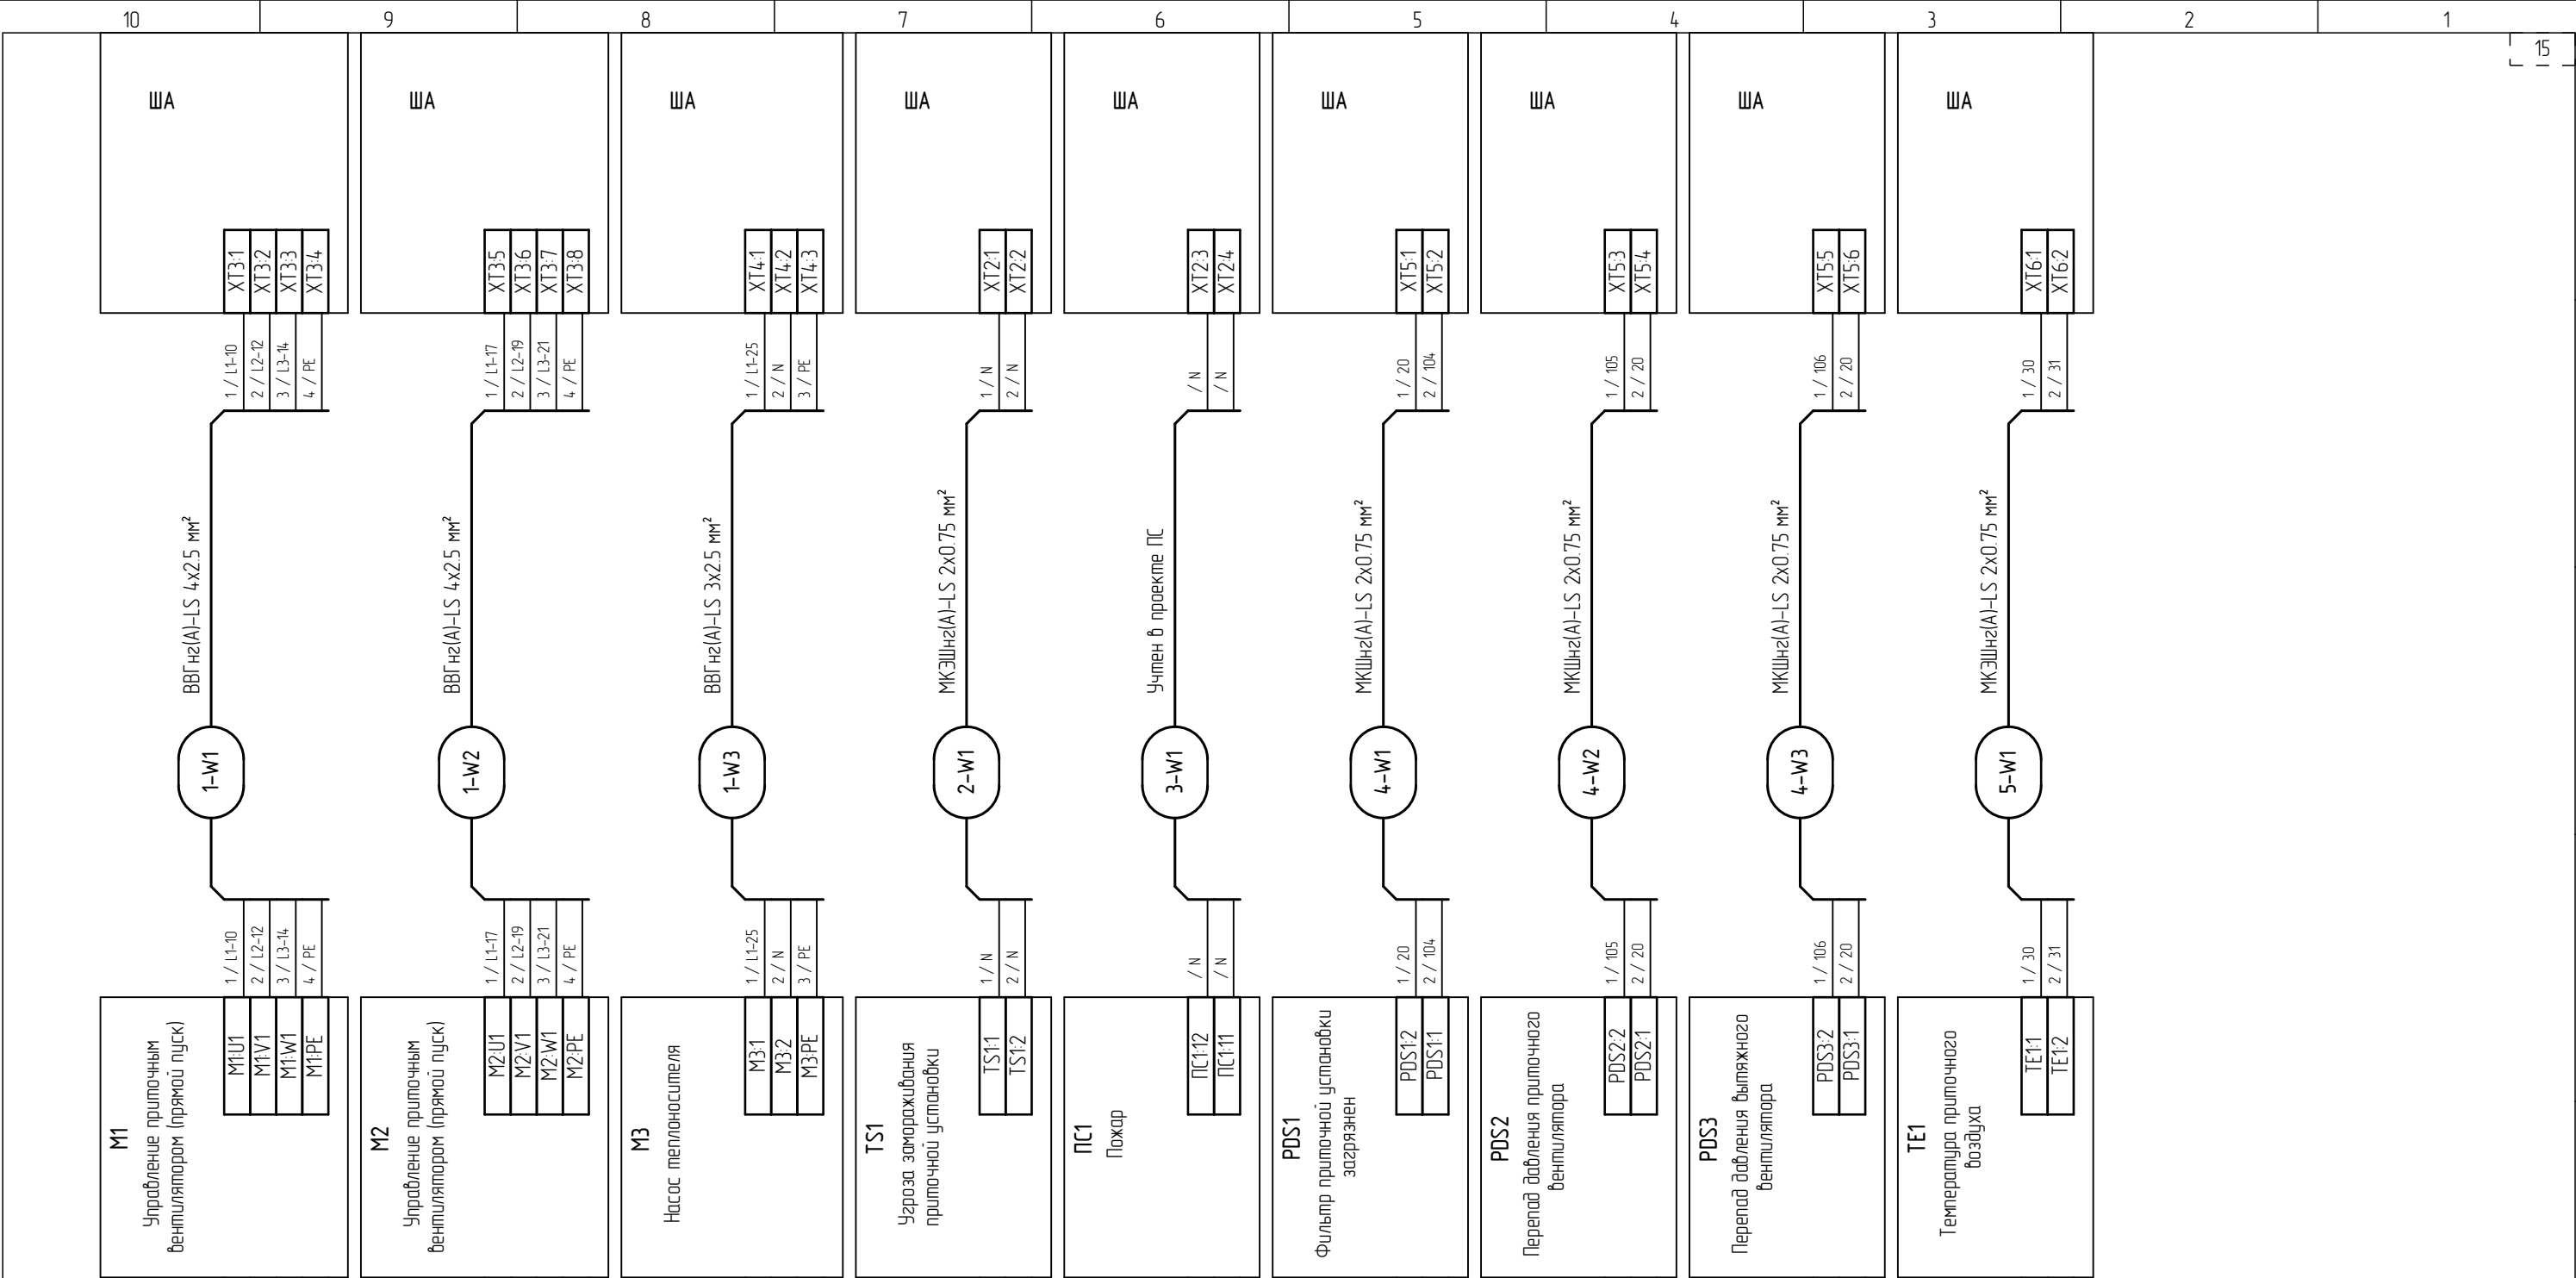 10 9 8 7 6 5 4 3 2 1
15
ША ША ША ША ША ША ША ША ША
XT3:1
XT3:2
XT3:3
XT3:4
1 / L1-10
2 / L2-12
3 / L3-14
4 / PE
ВВГнг(А)-LS 4x2.5 мм²
1-W1
1 / L1-10
2 / L2-12
3 / L3-14
4 / PE
M1:U1
M1:V1
M1:W1
M1:PE
M1
Управление приточным
вентилятором (прямой пуск)
XT3:5
XT3:6
XT3:7
XT3:8
1 / L1-17
2 / L2-19
3 / L3-21
4 / PE
ВВГнг(А)-LS 4x2.5 мм²
1-W2
1 / L1-17
2 / L2-19
3 / L3-21
4 / PE
M2:U1
M2:V1
M2:W1
M2:PE
M2
Управление приточным
вентилятором (прямой пуск)
XT4:1
XT4:2
XT4:3
1 / L1-25
2 / N
3 / PE
ВВГнг(А)-LS 3x2.5 мм²
1-W3
1 / L1-25
2 / N
3 / PE
M3:1
M3:2
M3:PE
M3
Насос теплоносителя
XT2:1
XT2:2
1 / N
2 / N
МКЭШнг(А)-LS 2x0.75 мм²
2-W1
1 / N
2 / N
TS1:1
TS1:2
TS1
Угроза замораживания
приточной установки
XT2:3
XT2:4
/ N
/ N
Учтен в проекте ПС
3-W1
/ N
/ N
ПС1:12
ПС1:11
ПС1
Пожар
XT5:1
XT5:2
1 / 20
2 / 104
МКШнг(А)-LS 2x0.75 мм²
4-W1
1 / 20
2 / 104
PDS1:2
PDS1:1
PDS1
Фильтр приточной установки
загрязнен
XT5:3
XT5:4
1 / 105
2 / 20
МКШнг(А)-LS 2x0.75 мм²
4-W2
1 / 105
2 / 20
PDS2:2
PDS2:1
PDS2
Перепад давления приточного
вентилятора
XT5:5
XT5:6
1 / 106
2 / 20
МКШнг(А)-LS 2x0.75 мм²
4-W3
1 / 106
2 / 20
PDS3:2
PDS3:1
PDS3
Перепад давления вытяжного
вентилятора
XT6:1
XT6:2
1 / 30
2 / 31
МКЭШнг(А)-LS 2x0.75 мм²
5-W1
1 / 30
2 / 31
TE1:1
TE1:2
TE1
Температура приточного
воздуха